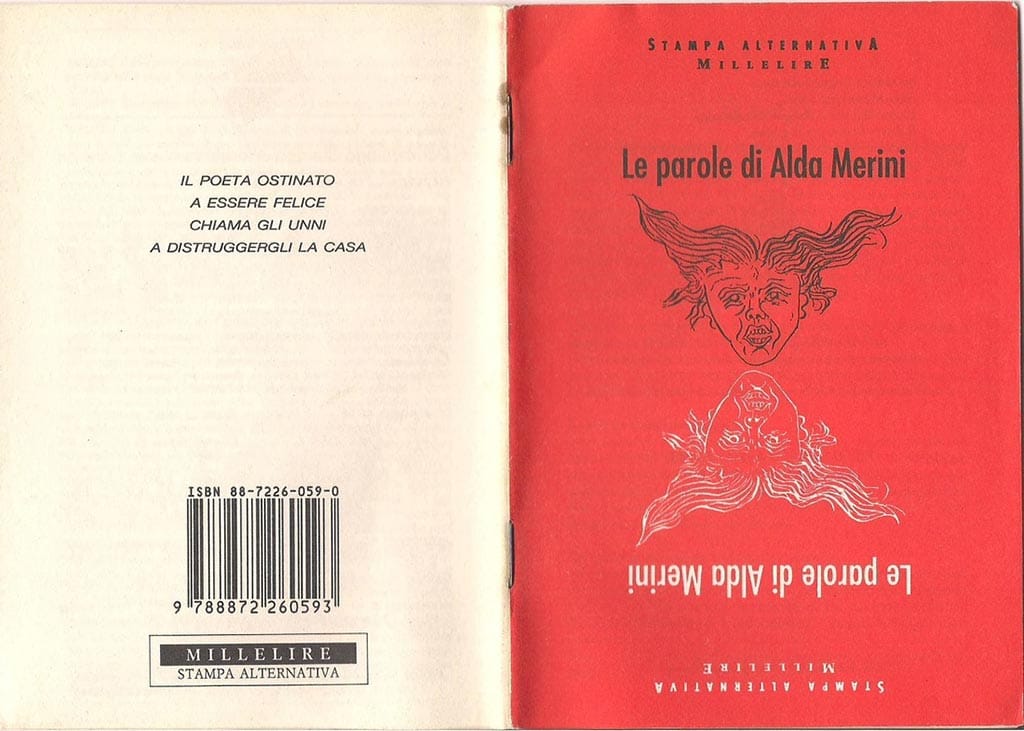 IL POETA OSTINATO
A ESSERE FELICE
CHIAMA GLI UNNI
A DISTRUGGERGLI LA CASA
ISBN 88-7226-059-0
9 788872 260593
MILLELIRE
STAMPA ALTERNATIVA
STAMPA ALTERNATIVA
MILLELIRE
Le parole di Alda Merini
Le parole di Alda Merini
MILLELIRE
STAMPA ALTERNATIVA